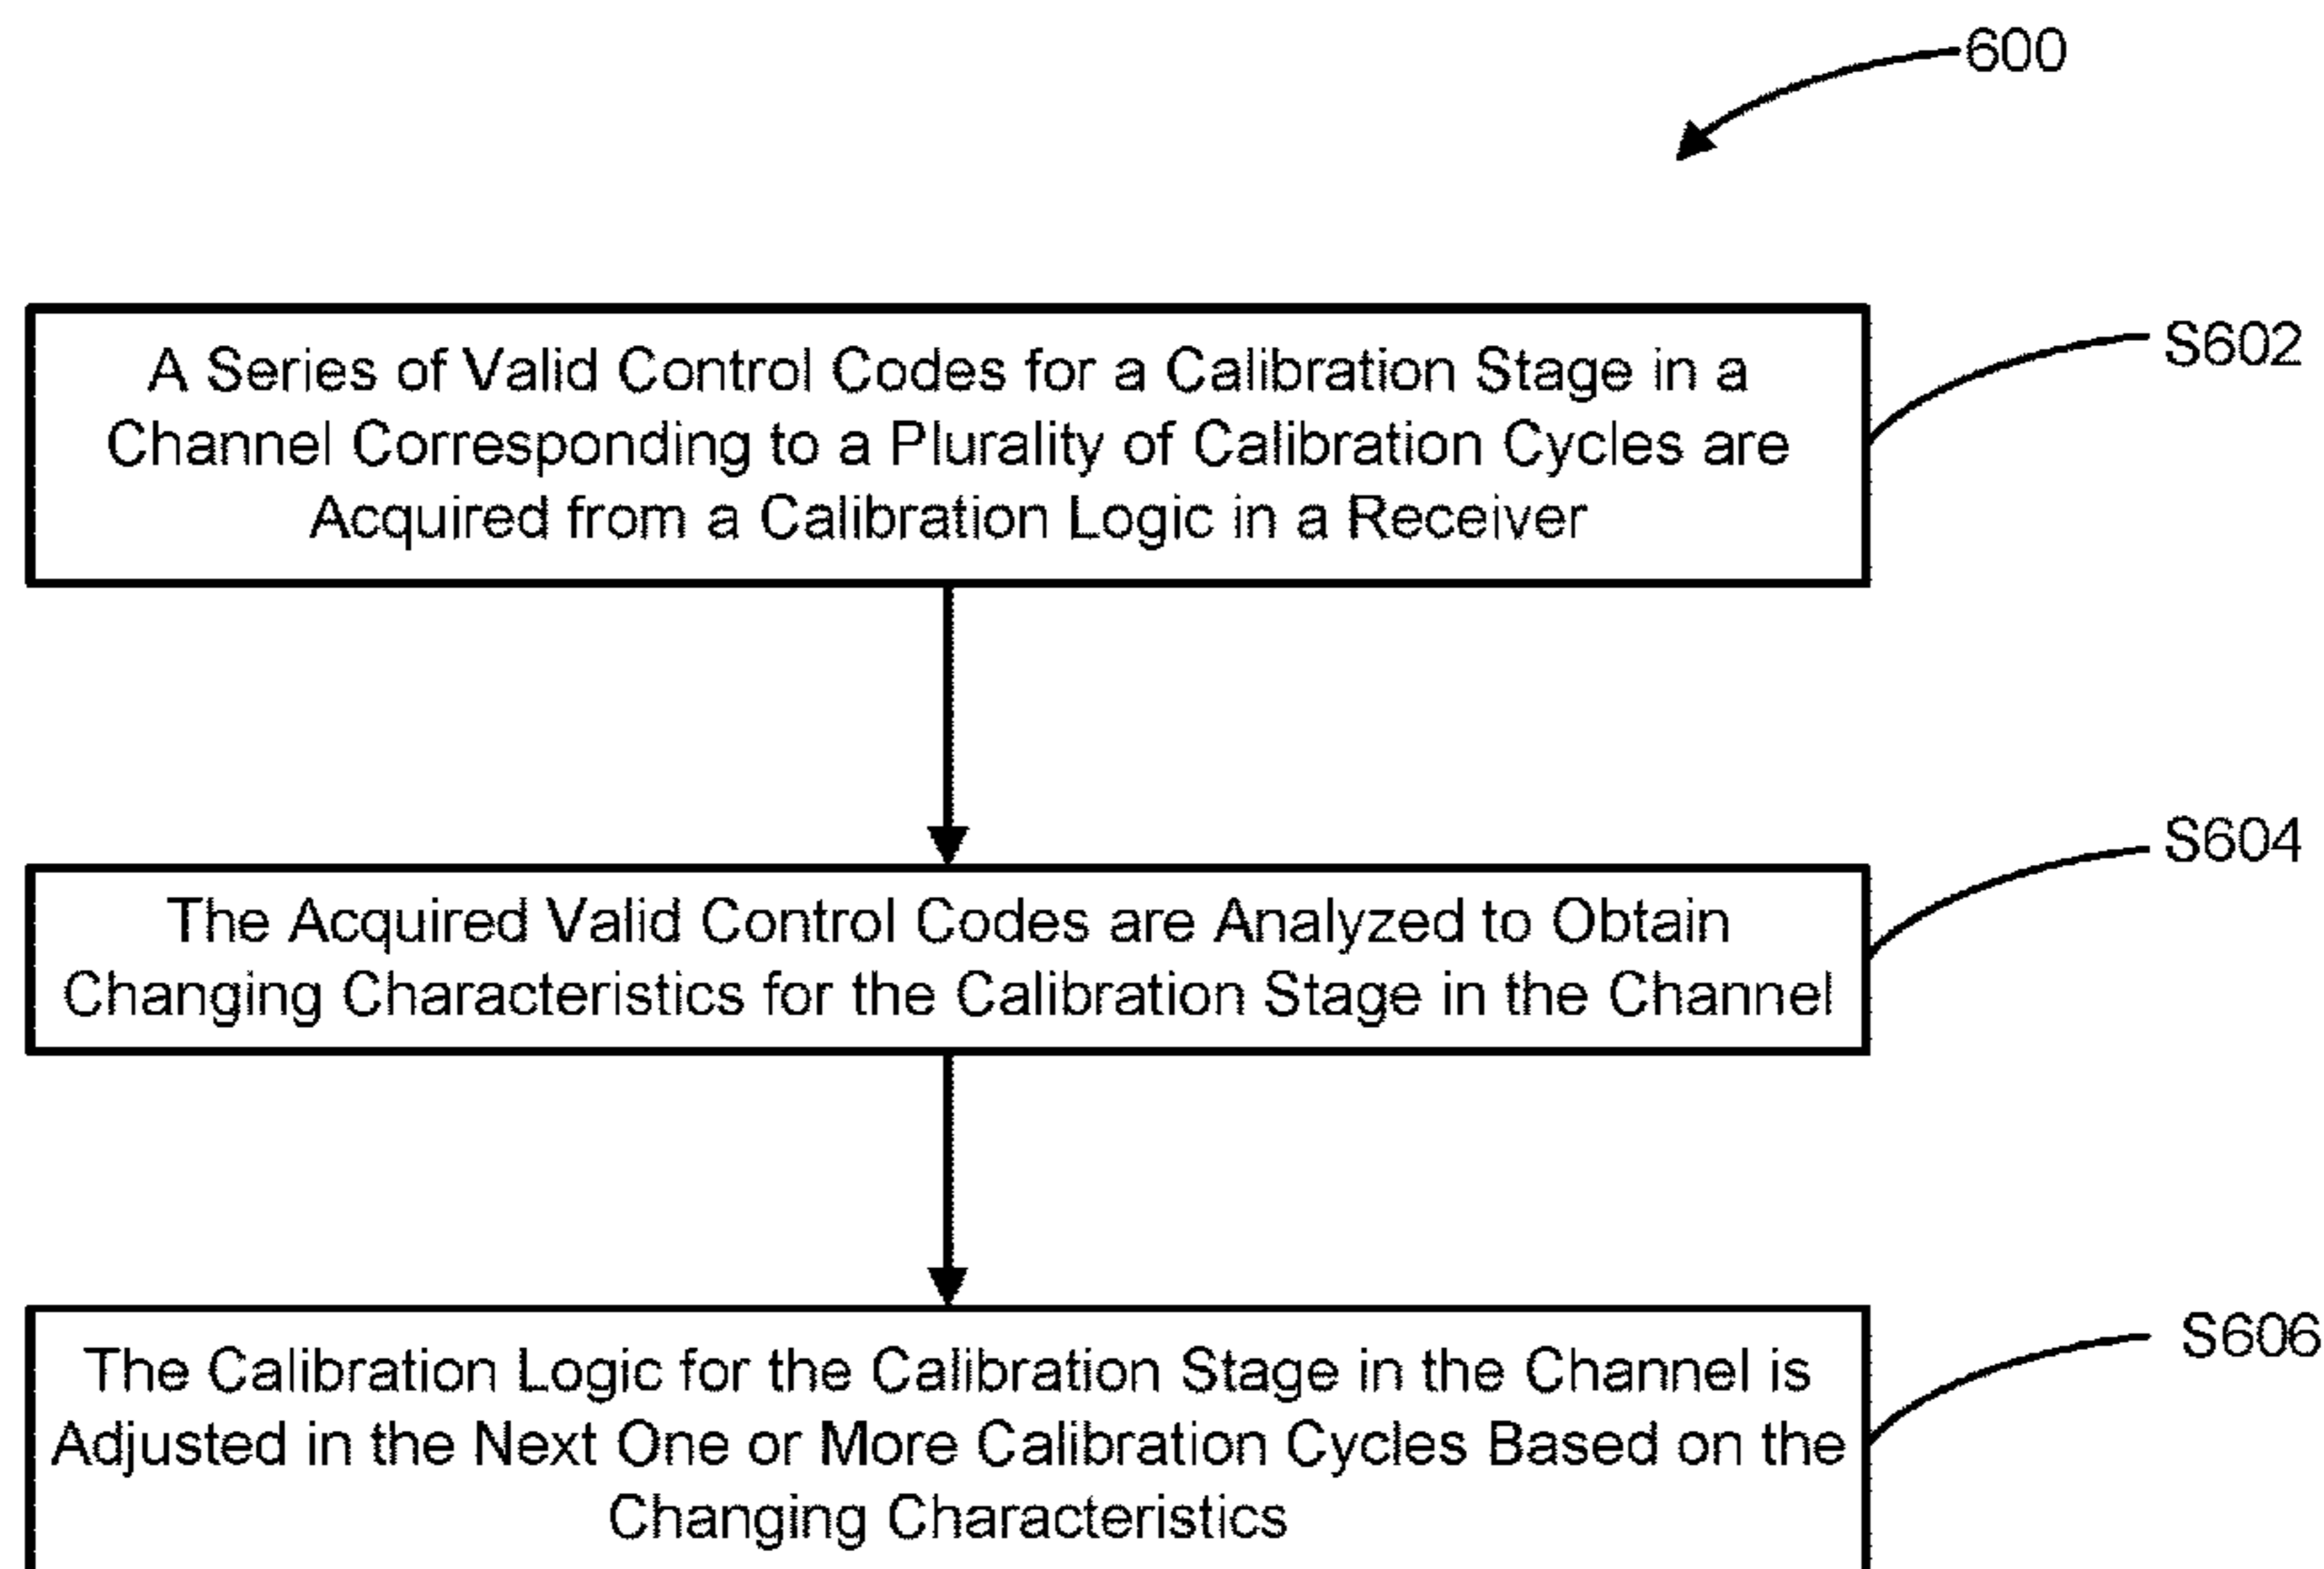 600
A Series of Valid Control Codes for a Calibration Stage in a
Channel Corresponding to a Plurality of Calibration Cycles are
Acquired from a Calibration Logic in a Receiver
S602
The Acquired Valid Control Codes are Analyzed to Obtain
Changing Characteristics for the Calibration Stage in the Channel
S604
The Calibration Logic for the Calibration Stage in the Channel is
Adjusted in the Next One or More Calibration Cycles Based on the
Changing Characteristics
S606